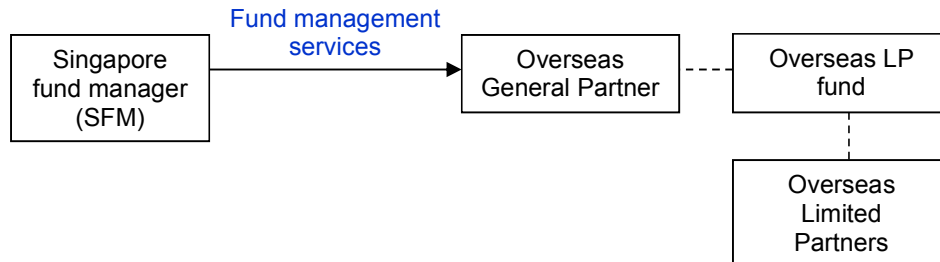 Fund management
services
Singapore
fund manager
(SFM)
Overseas
General Partner
Overseas LP
fund
Overseas
Limited
Partners